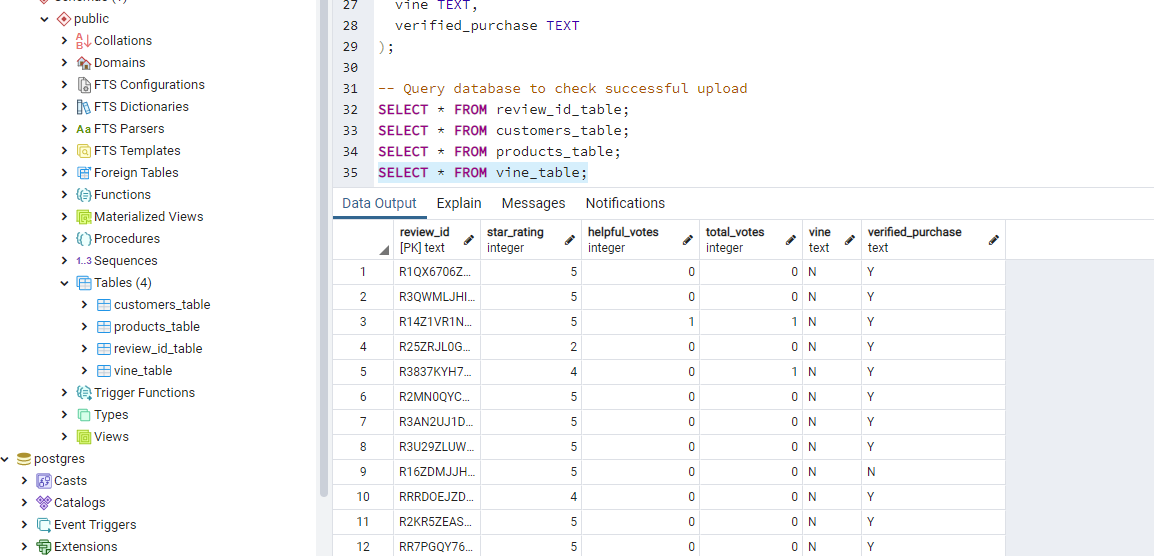 public
Collations
Domains
FTS Configurations
FTS Dictionaries
Aa FTS Parsers
FTS Templates
Foreign Tables
Functions
Materialized Views
Procedures
1..3 Sequences
Tables (4)
customers_table
products_table
review_id_table
vine_table
Trigger Functions
Types
Views
postgres
Casts
Catalogs
Event Triggers
Extensions
27 vine TEXT,
28 verified_purchase TEXT
29 );
30
31 -- Query database to check successful upload
32 SELECT * FROM review_id_table;
33 SELECT * FROM customers_table;
34 SELECT * FROM products_table;
35 SELECT * FROM vine_table;
Data Output Explain Messages Notifications
review_id star_rating helpful_votes total_votes vine verified_purchase
[PK] text integer integer integer text text
1 R1QX6706Z... 5 0 0 N Y
2 R3QWMLJHI... 5 0 0 N Y
3 R14Z1VR1N... 5 1 1 N Y
4 R25ZRJL0G... 2 0 0 N Y
5 R3837KYH7... 4 0 1 N Y
6 R2MN0QYC... 5 0 0 N Y
7 R3AN2UJ1D... 5 0 0 N Y
8 R3U29ZLUW... 5 0 0 N Y
9 R16ZDMJJH... 5 0 0 N N
10 RRRDOEJZD... 4 0 0 N Y
11 R2KR5ZEAS... 5 0 0 N Y
12 RR7PGQY76... 5 0 0 N Y